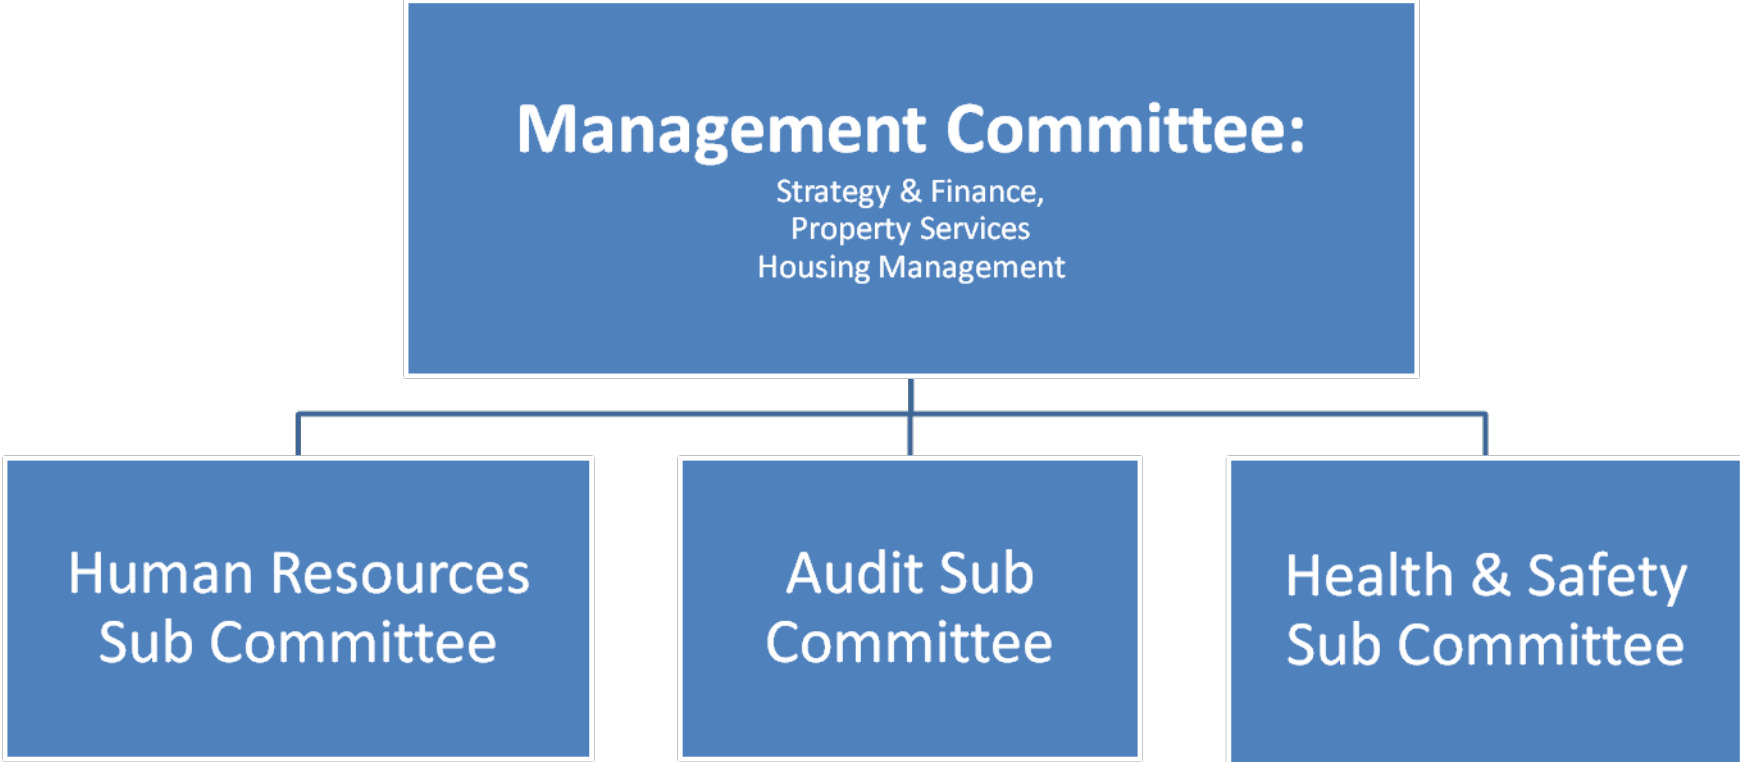 Management Committee:
Strategy & Finance,
Property Services
Housing Management
Human Resources
Sub Committee
Audit Sub
Committee
Health & Safety
Sub Committee